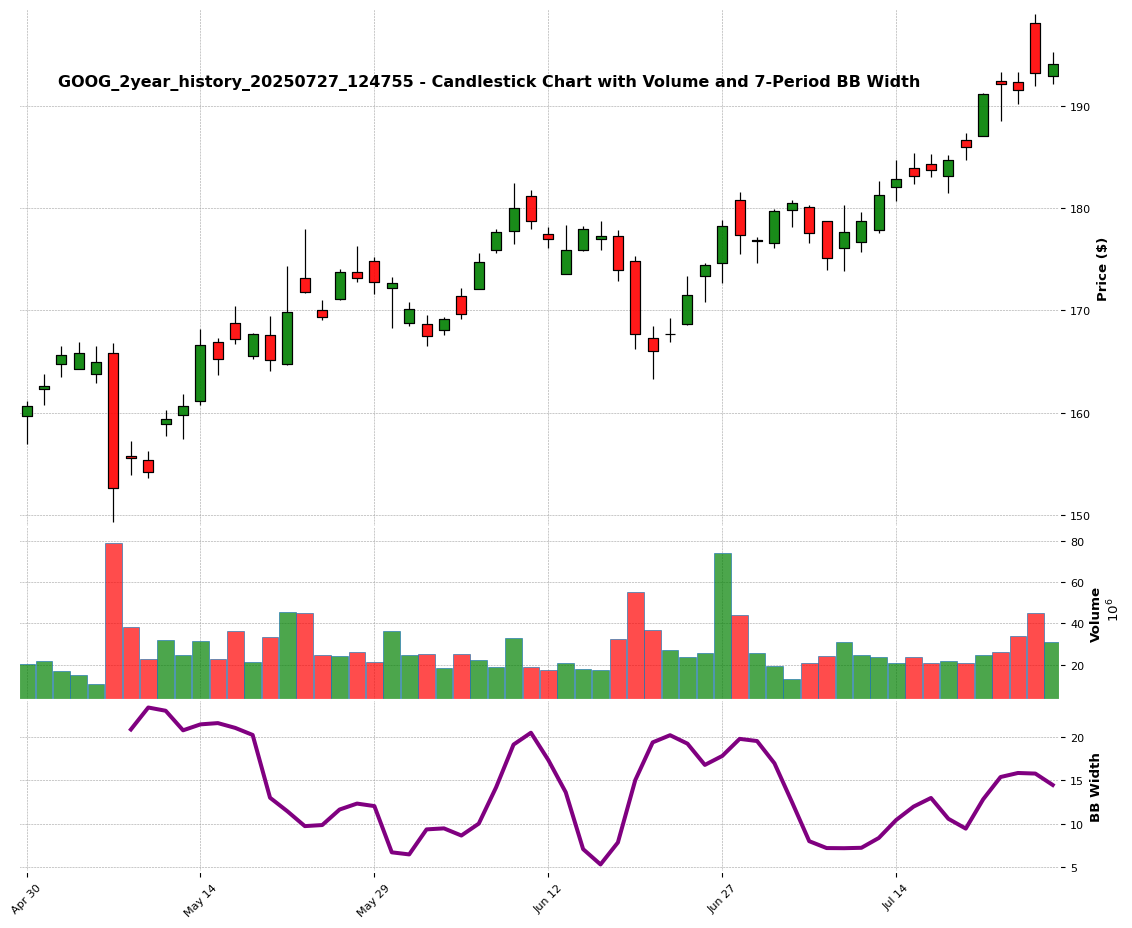 GOOG_2year_history_20250727_124755 - Candlestick Chart with Volume and 7-Period BB Width
190
180
170
160
150
Price ($)
80
60
40
20
Volume
10^6
20
15
10
5
BB Width
Apr 30
May 14
May 29
Jun 12
Jun 27
Jul 14